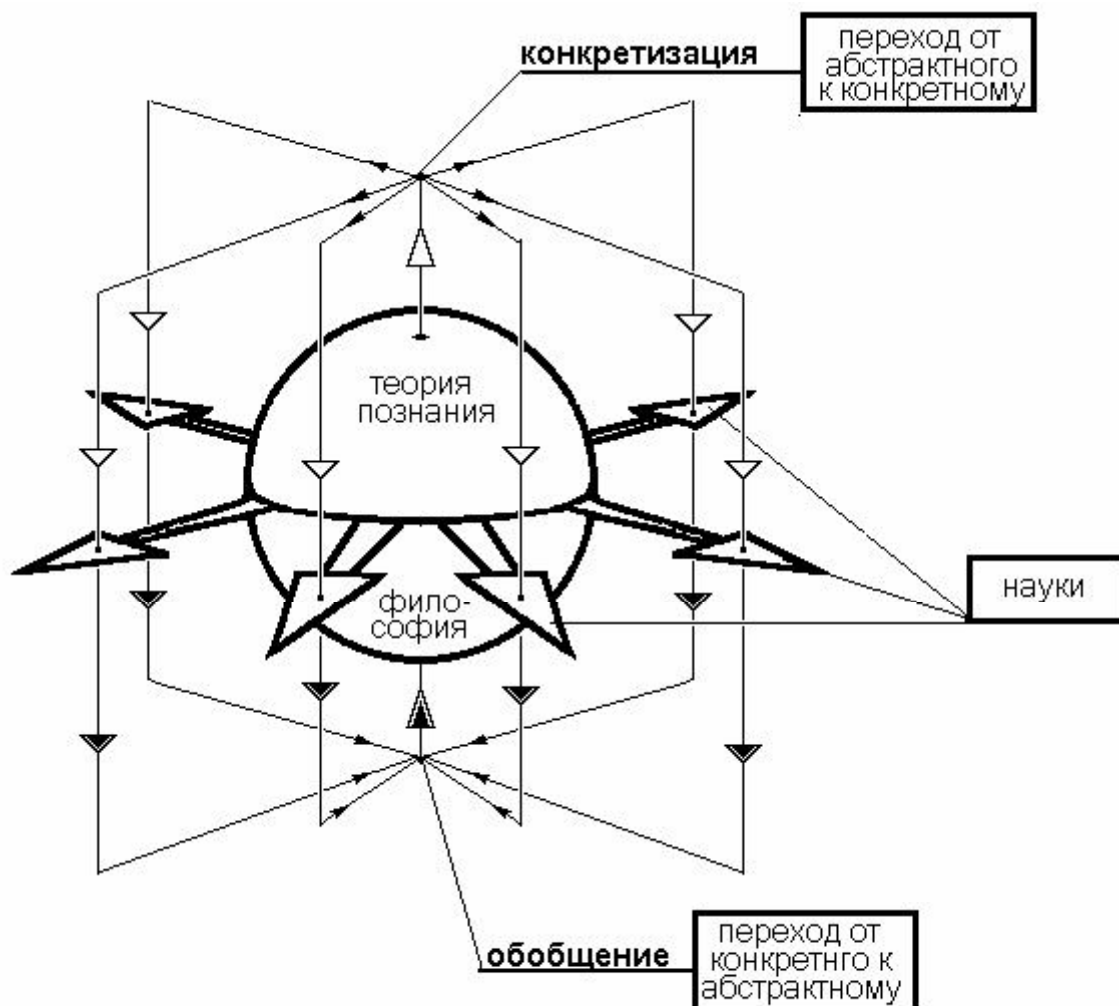 конкретизация
переход от
абстрактного
к конкретному
теория
познания
науки
фило-
софия
обобщение
переход от
конкретнго к
абстрактному